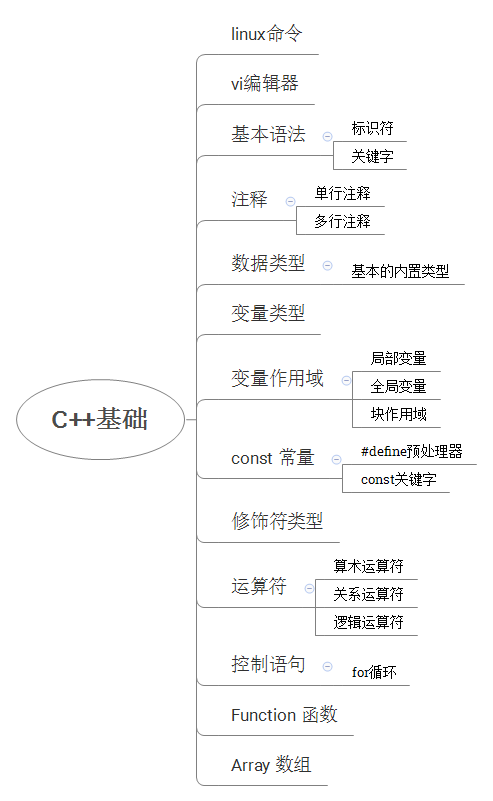 C++基础
linux命令
vi编辑器
基本语法
标识符
关键字
注释
单行注释
多行注释
数据类型
基本的内置类型
变量类型
变量作用域
局部变量
全局变量
块作用域
const 常量
#define预处理器
const关键字
修饰符类型
运算符
算术运算符
关系运算符
逻辑运算符
控制语句
for循环
Function 函数
Array 数组